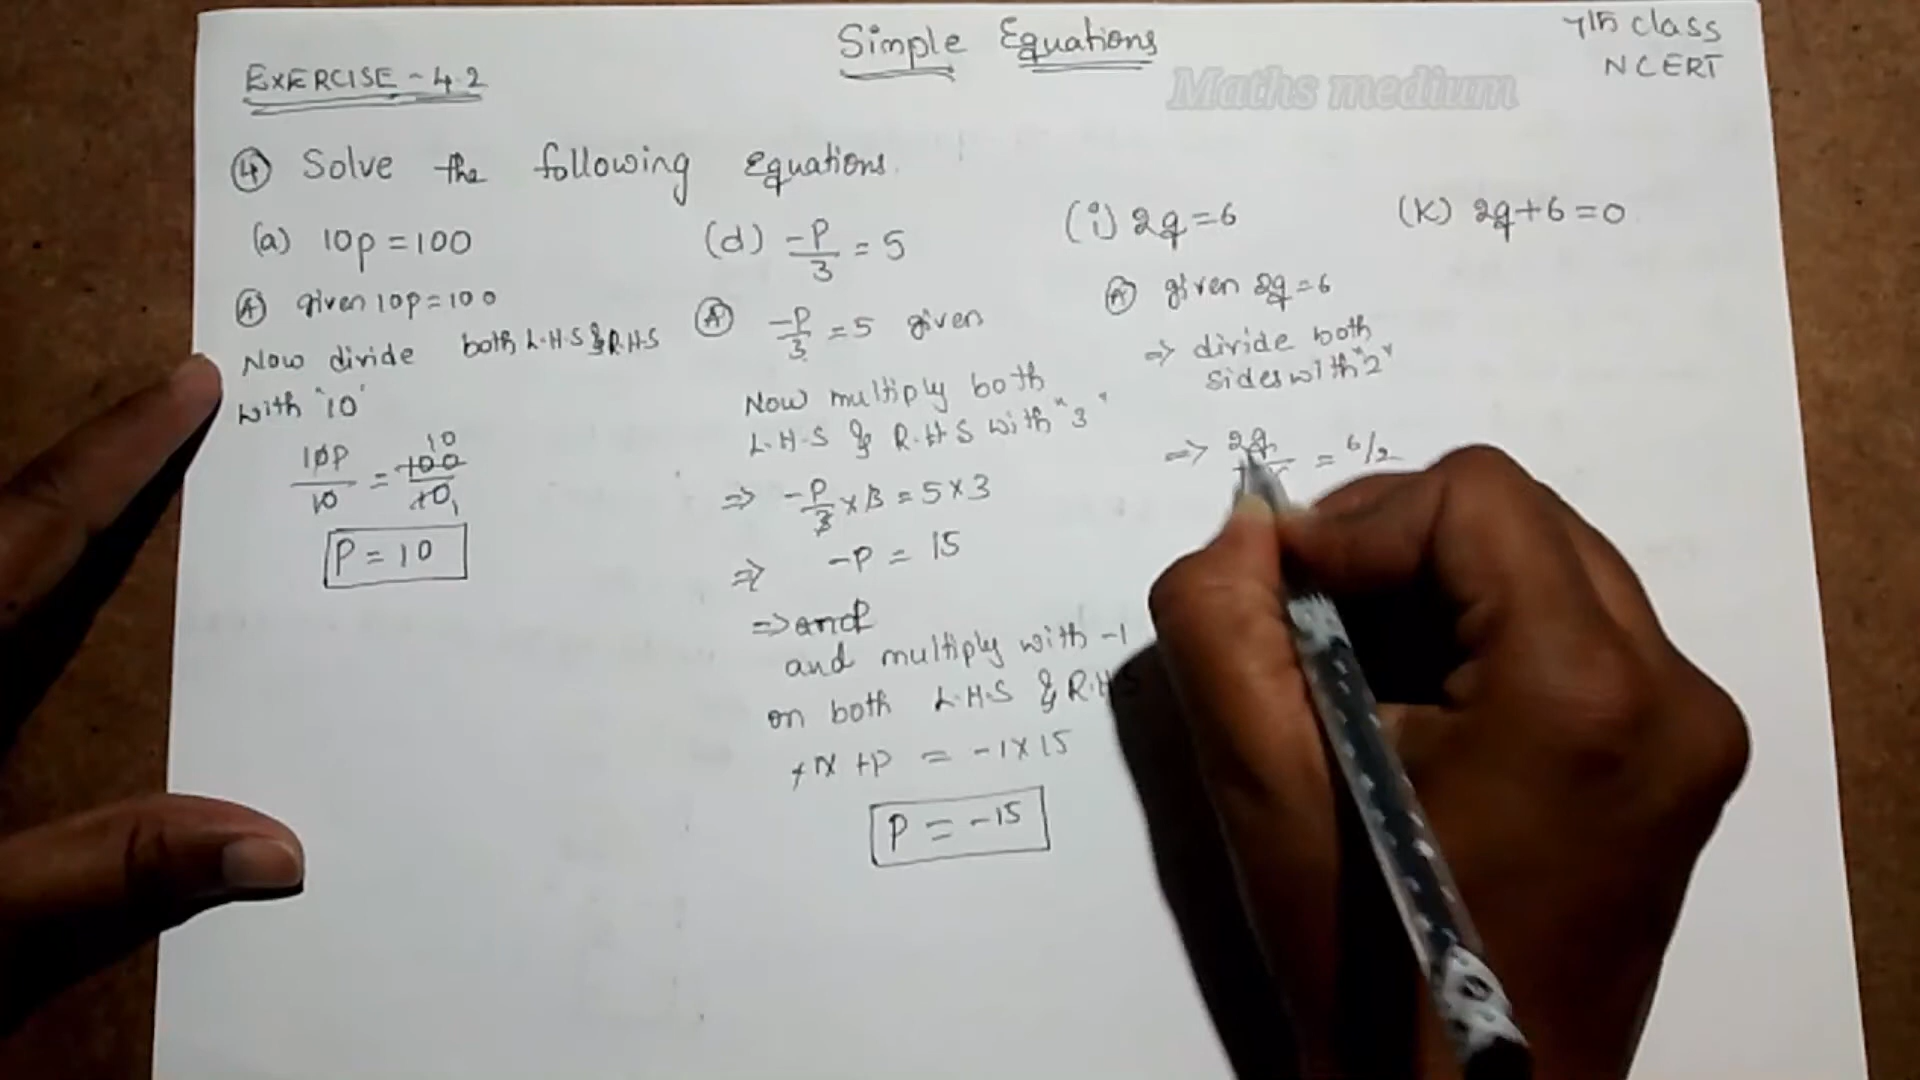 Simple Equations
7th class
NCERT
Maths medium
EXERCISE - 4.2
④ Solve the following Equations.
(a) 10p = 100
Ⓐ given 10p = 100
Now divide both L.H.S & R.H.S
with "10"
10p/10 = 100/10 10 1
P = 10
(d) -P/3 = 5
Ⓐ -P/3 = 5 given
Now multiply both
L.H.S & R.H.S with "3"
⇒ -P/3 × 3 = 5×3
⇒ -P = 15
⇒ and
and multiply with -1
on both L.H.S & R.H.S
= -1×15
P = -15
(i) 2q = 6
Ⓐ given 2q = 6
⇒ divide both
sides with "2"
⇒ 2q = 6/2
(K) 2q+6 = 0